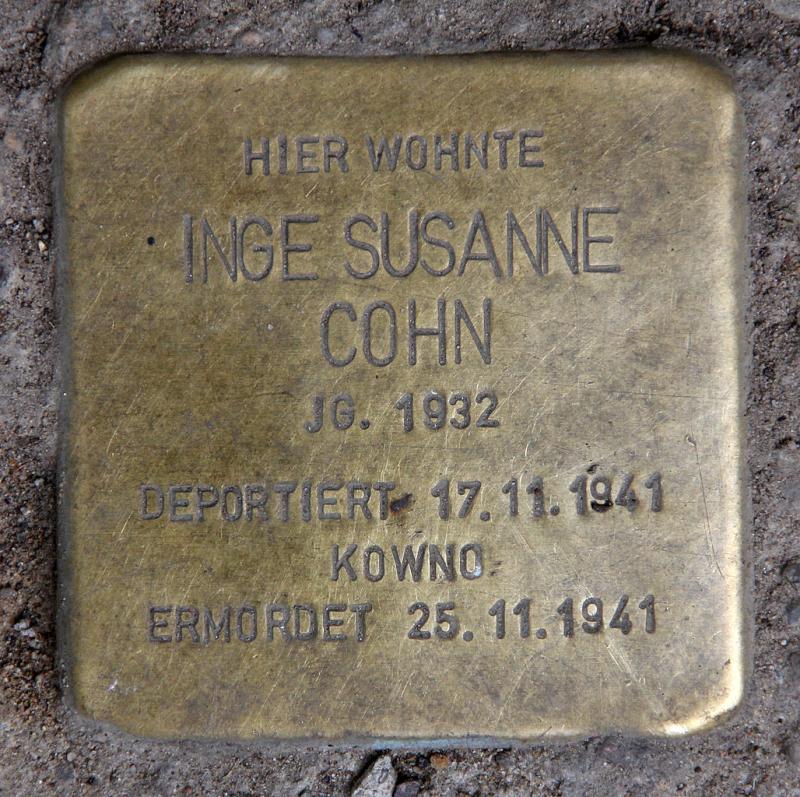 HIER WOHNTE
INGE SUSANNE
COHN
JG. 1932
DEPORTIERT 17.11.1941
KOWNO
ERMORDET 25.11.1941